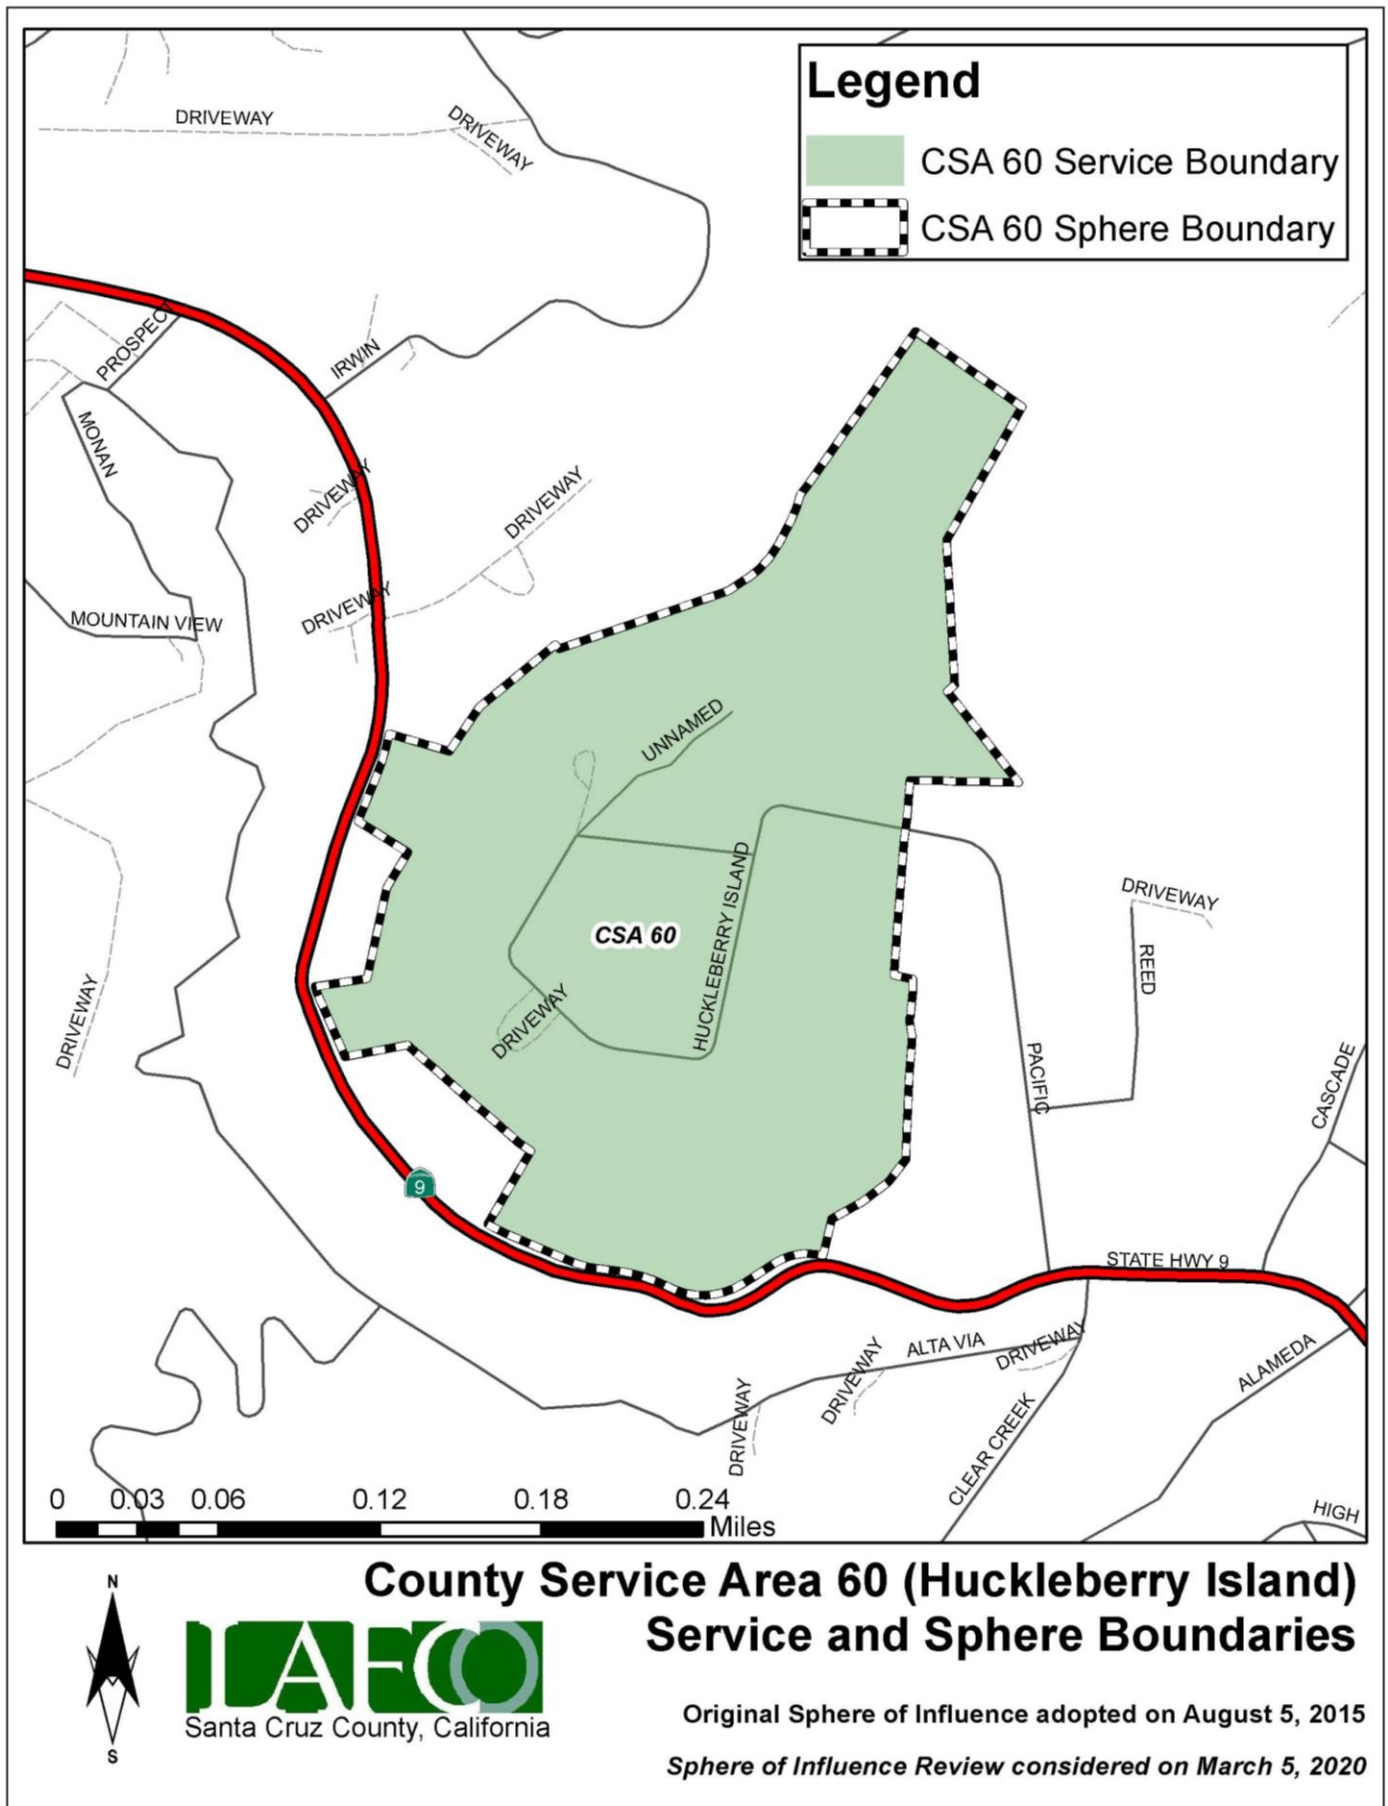 Legend
CSA 60 Service Boundary
CSA 60 Sphere Boundary
DRIVEWAY
DRIVEWAY
PROSPECT
IRWIN
MONAN
DRIVEWAY
DRIVEWAY
DRIVEWAY
MOUNTAIN VIEW
UNNAMED
HUCKLEBERRY ISLAND
CSA 60
DRIVEWAY
DRIVEWAY
DRIVEWAY
REED
PACIFIC
CASCADE
9
STATE HWY 9
ALTA VIA
DRIVEWAY
DRIVEWAY
DRIVEWAY
ALAMEDA
CLEAR CREEK
HIGH
0 0.03 0.06 0.12 0.18 0.24
Miles
County Service Area 60 (Huckleberry Island)
Service and Sphere Boundaries
N
S
LAFCO
Santa Cruz County, California
Original Sphere of Influence adopted on August 5, 2015
Sphere of Influence Review considered on March 5, 2020